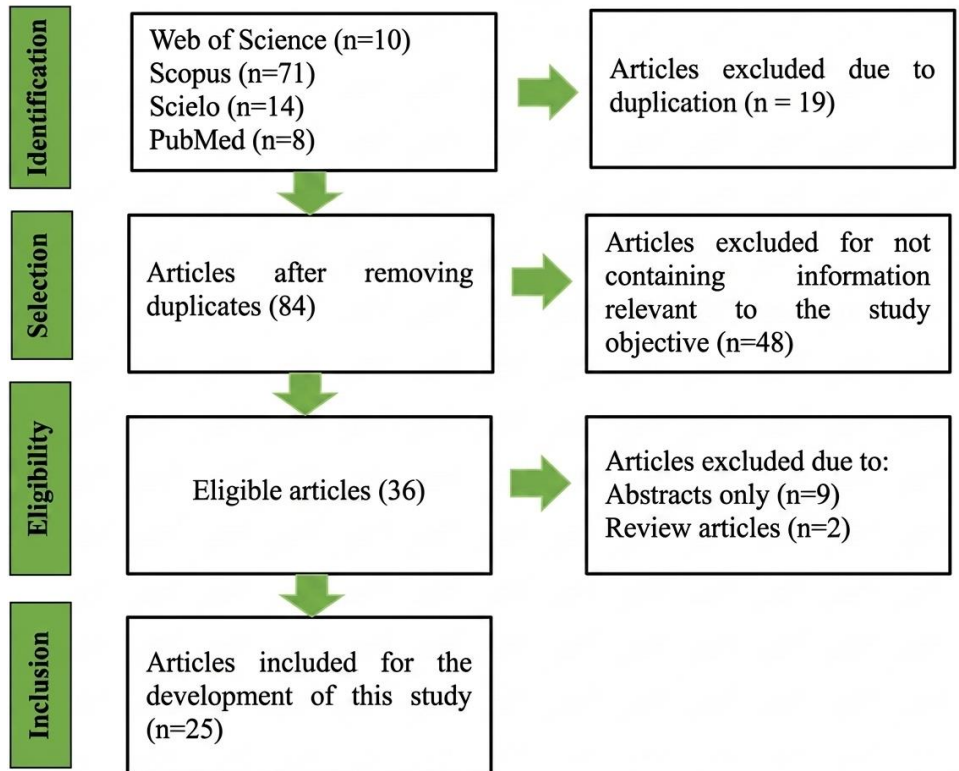 Identification
Web of Science (n=10)
Scopus (n=71)
Scielo (n=14)
PubMed (n=8)
Articles excluded due to
duplication (n = 19)
Selection
Articles after removing
duplicates (84)
Articles excluded for not
containing information
relevant to the study
objective (n=48)
Eligibility
Eligible articles (36)
Articles excluded due to:
Abstracts only (n=9)
Review articles (n=2)
Inclusion
Articles included for the
development of this study
(n=25)